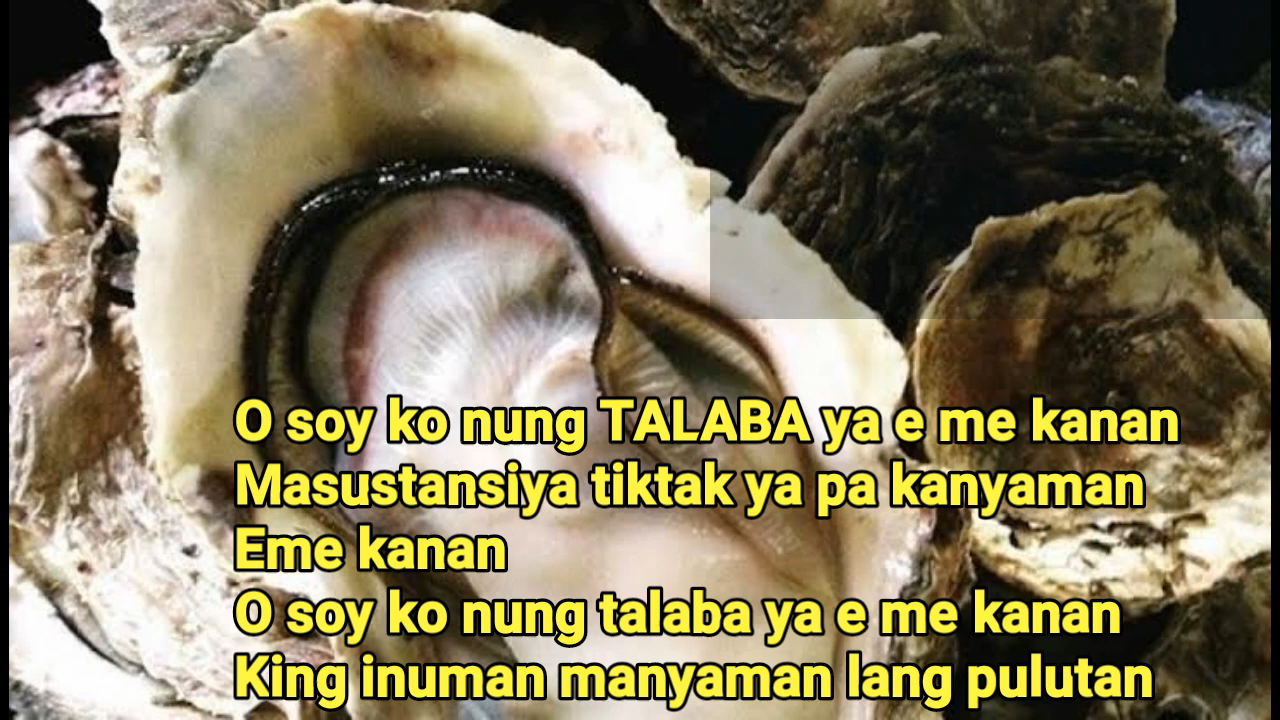 O soy ko nung TALABA ya e me kanan
Masustansiya tiktak ya pa kanyaman
Eme kanan
O soy ko nung talaba ya e me kanan
King inuman manyaman lang pulutan